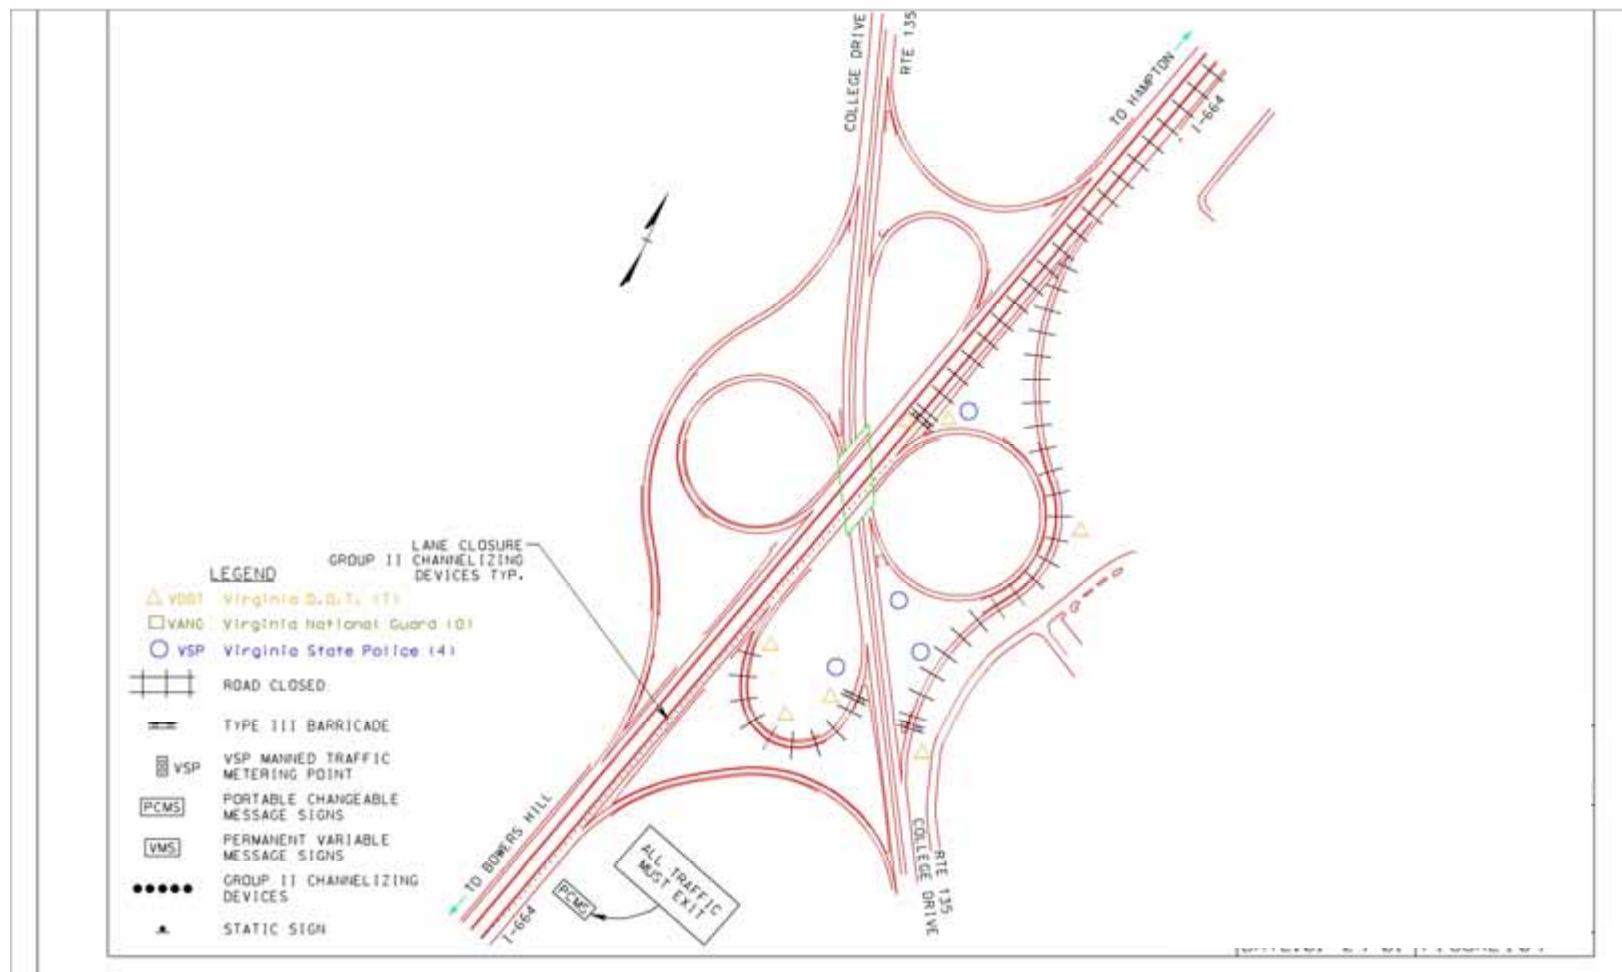 COLLEGE DRIVE
RTE 135
TO HAMPTON
I-664
LANE CLOSURE
GROUP II CHANNELIZING
DEVICES TYP.
LEGEND
VDOT Virginia D.O.T. (7)
VANG Virginia National Guard (0)
VSP Virginia State Police (4)
ROAD CLOSED
TYPE III BARRICADE
VSP VSP MANNED TRAFFIC
METERING POINT
PCMS PORTABLE CHANGEABLE
MESSAGE SIGNS
VMS PERMANENT VARIABLE
MESSAGE SIGNS
GROUP II CHANNELIZING
DEVICES
STATIC SIGN
TO BOWERS HILL
I-664
PCMS
ALL TRAFFIC
MUST EXIT
RTE 135
COLLEGE DRIVE